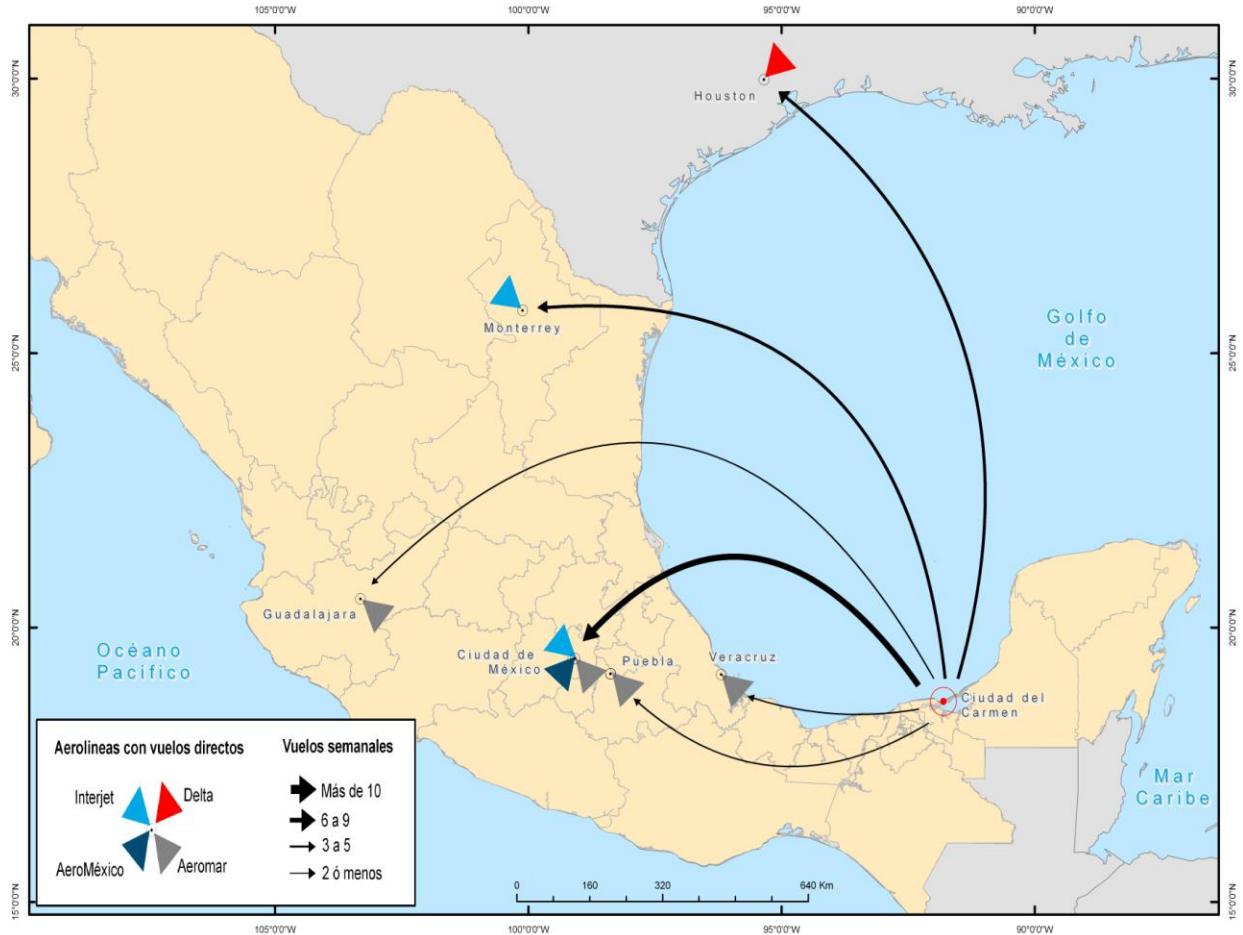 105°0'0"W
100°0'0"W
95°0'0"W
90°0'0"W
30°0'0"N
30°0'0"N
Houston
Monterrey
Golfo
de
México
25°0'0"N
25°0'0"N
Guadalajara
20°0'0"N
20°0'0"N
Ciudad de
México
Puebla
Veracruz
Ciudad del
Carmen
Océano
Pacífico
Mar
Caribe
Aerolineas con vuelos directos
Interjet
Delta
AeroMéxico
Aeromar
Vuelos semanales
Más de 10
6 a 9
3 a 5
2 ó menos
0 160 320 640 Km
15°0'0"N
15°0'0"N
105°0'0"W
100°0'0"W
95°0'0"W
90°0'0"W